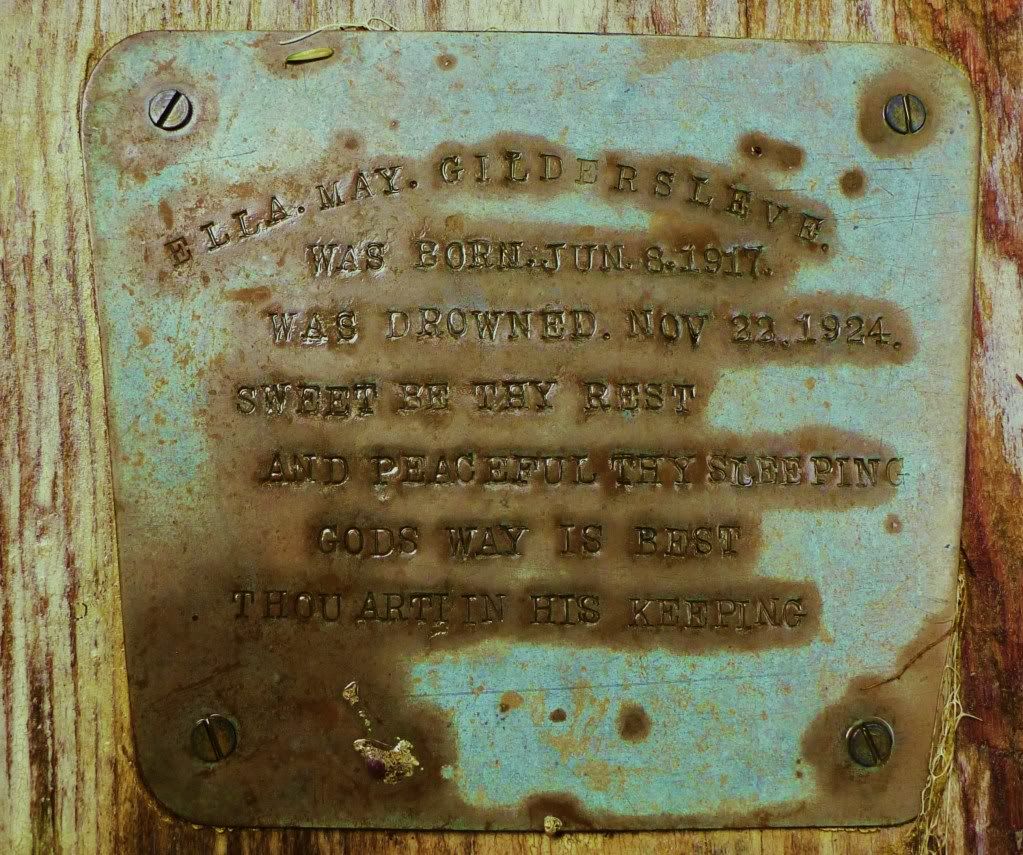 ELLA. MAY. GILDERSLEVE.
WAS BORN. JUN. 8. 1917.
WAS DROWNED. NOV 22. 1924.
SWEET BE THY REST
AND PEACEFUL THY SLEEPING
GODS WAY IS BEST
THOU ART IN HIS KEEPING